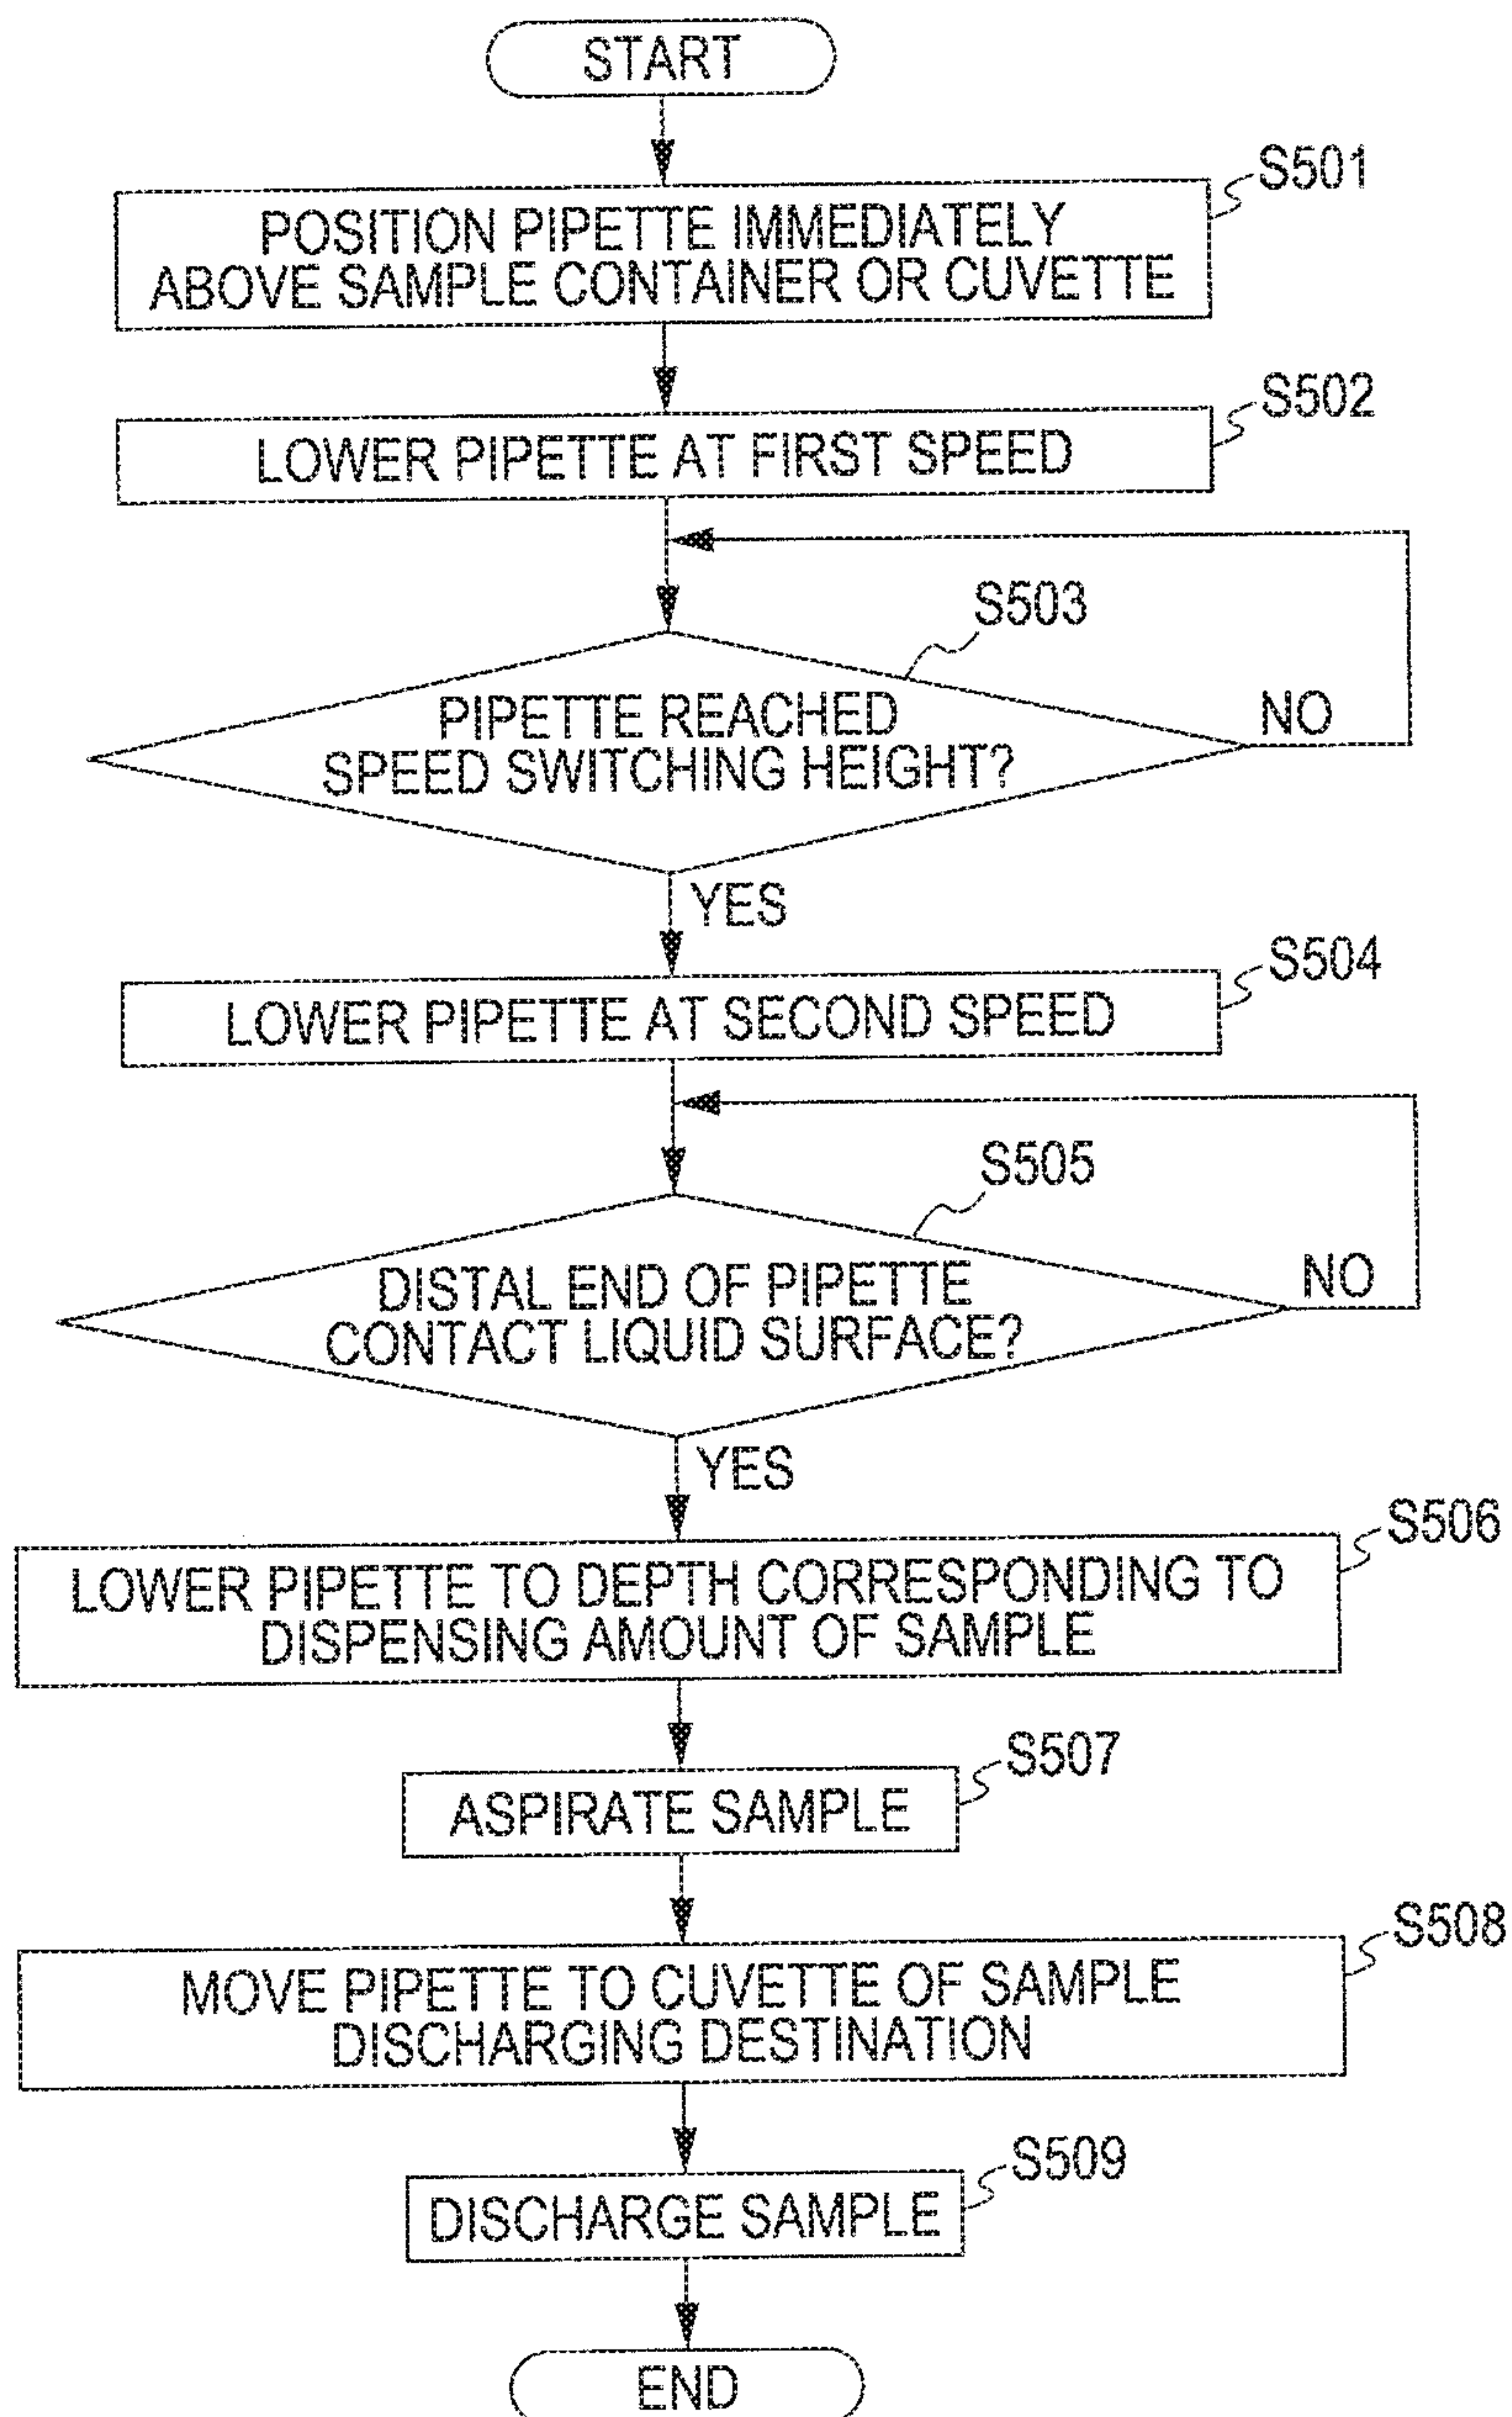 START
S501
POSITION PIPETTE IMMEDIATELY
ABOVE SAMPLE CONTAINER OR CUVETTE
S502
LOWER PIPETTE AT FIRST SPEED
S503
PIPETTE REACHED
SPEED SWITCHING HEIGHT?
NO
YES
S504
LOWER PIPETTE AT SECOND SPEED
S505
DISTAL END OF PIPETTE
CONTACT LIQUID SURFACE?
NO
YES
S506
LOWER PIPETTE TO DEPTH CORRESPONDING TO
DISPENSING AMOUNT OF SAMPLE
S507
ASPIRATE SAMPLE
S508
MOVE PIPETTE TO CUVETTE OF SAMPLE
DISCHARGING DESTINATION
S509
DISCHARGE SAMPLE
END